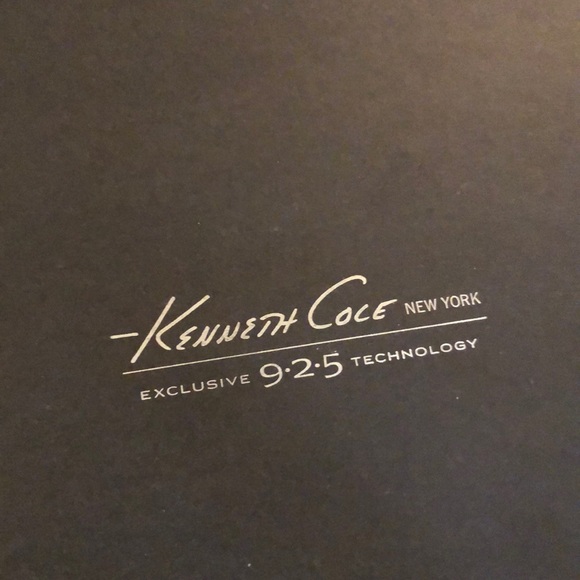 -Kenneth Cole NEW YORK
EXCLUSIVE 9·2·5 TECHNOLOGY